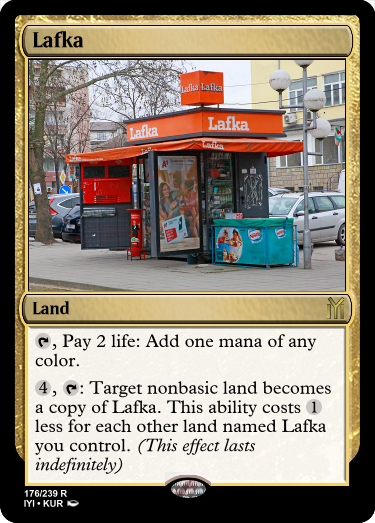 Lafka
Lafka Lafka
Lafka
Lafka
Lafka
Land
IYI
, Pay 2 life: Add one mana of any
color.
4, : Target nonbasic land becomes
a copy of Lafka. This ability costs 1
less for each other land named Lafka
you control. (This effect lasts
indefinitely)
176/239 R
IYI • KUR